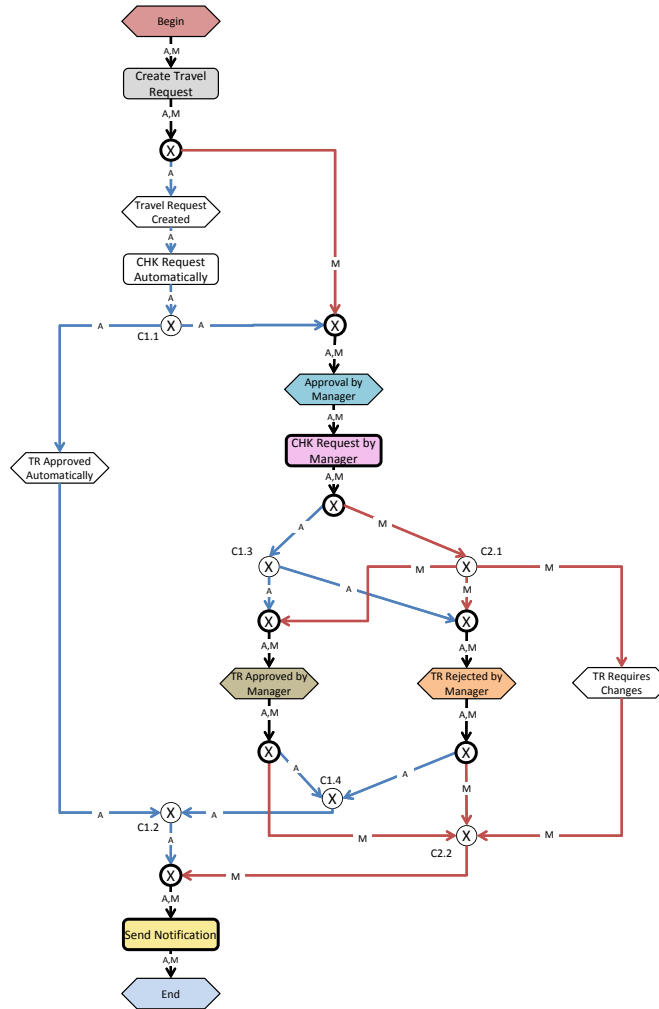 Begin
A,M
Create Travel
Request
A,M
X
A
Travel Request
Created
A
M
CHK Request
Automatically
A
A
X
A
X
C1.1
A,M
Approval by
Manager
A,M
CHK Request by
Manager
TR Approved
Automatically
A,M
X
A
M
C1.3
C2.1
X
X
M
M
A
A
M
X
X
A,M
A,M
TR Approved by
Manager
TR Rejected by
Manager
TR Requires
Changes
A,M
A,M
X
X
A
A
C1.4
M
X
A
X
A
C1.2
M
X
M
A
C2.2
X
M
A,M
Send Notification
A,M
End